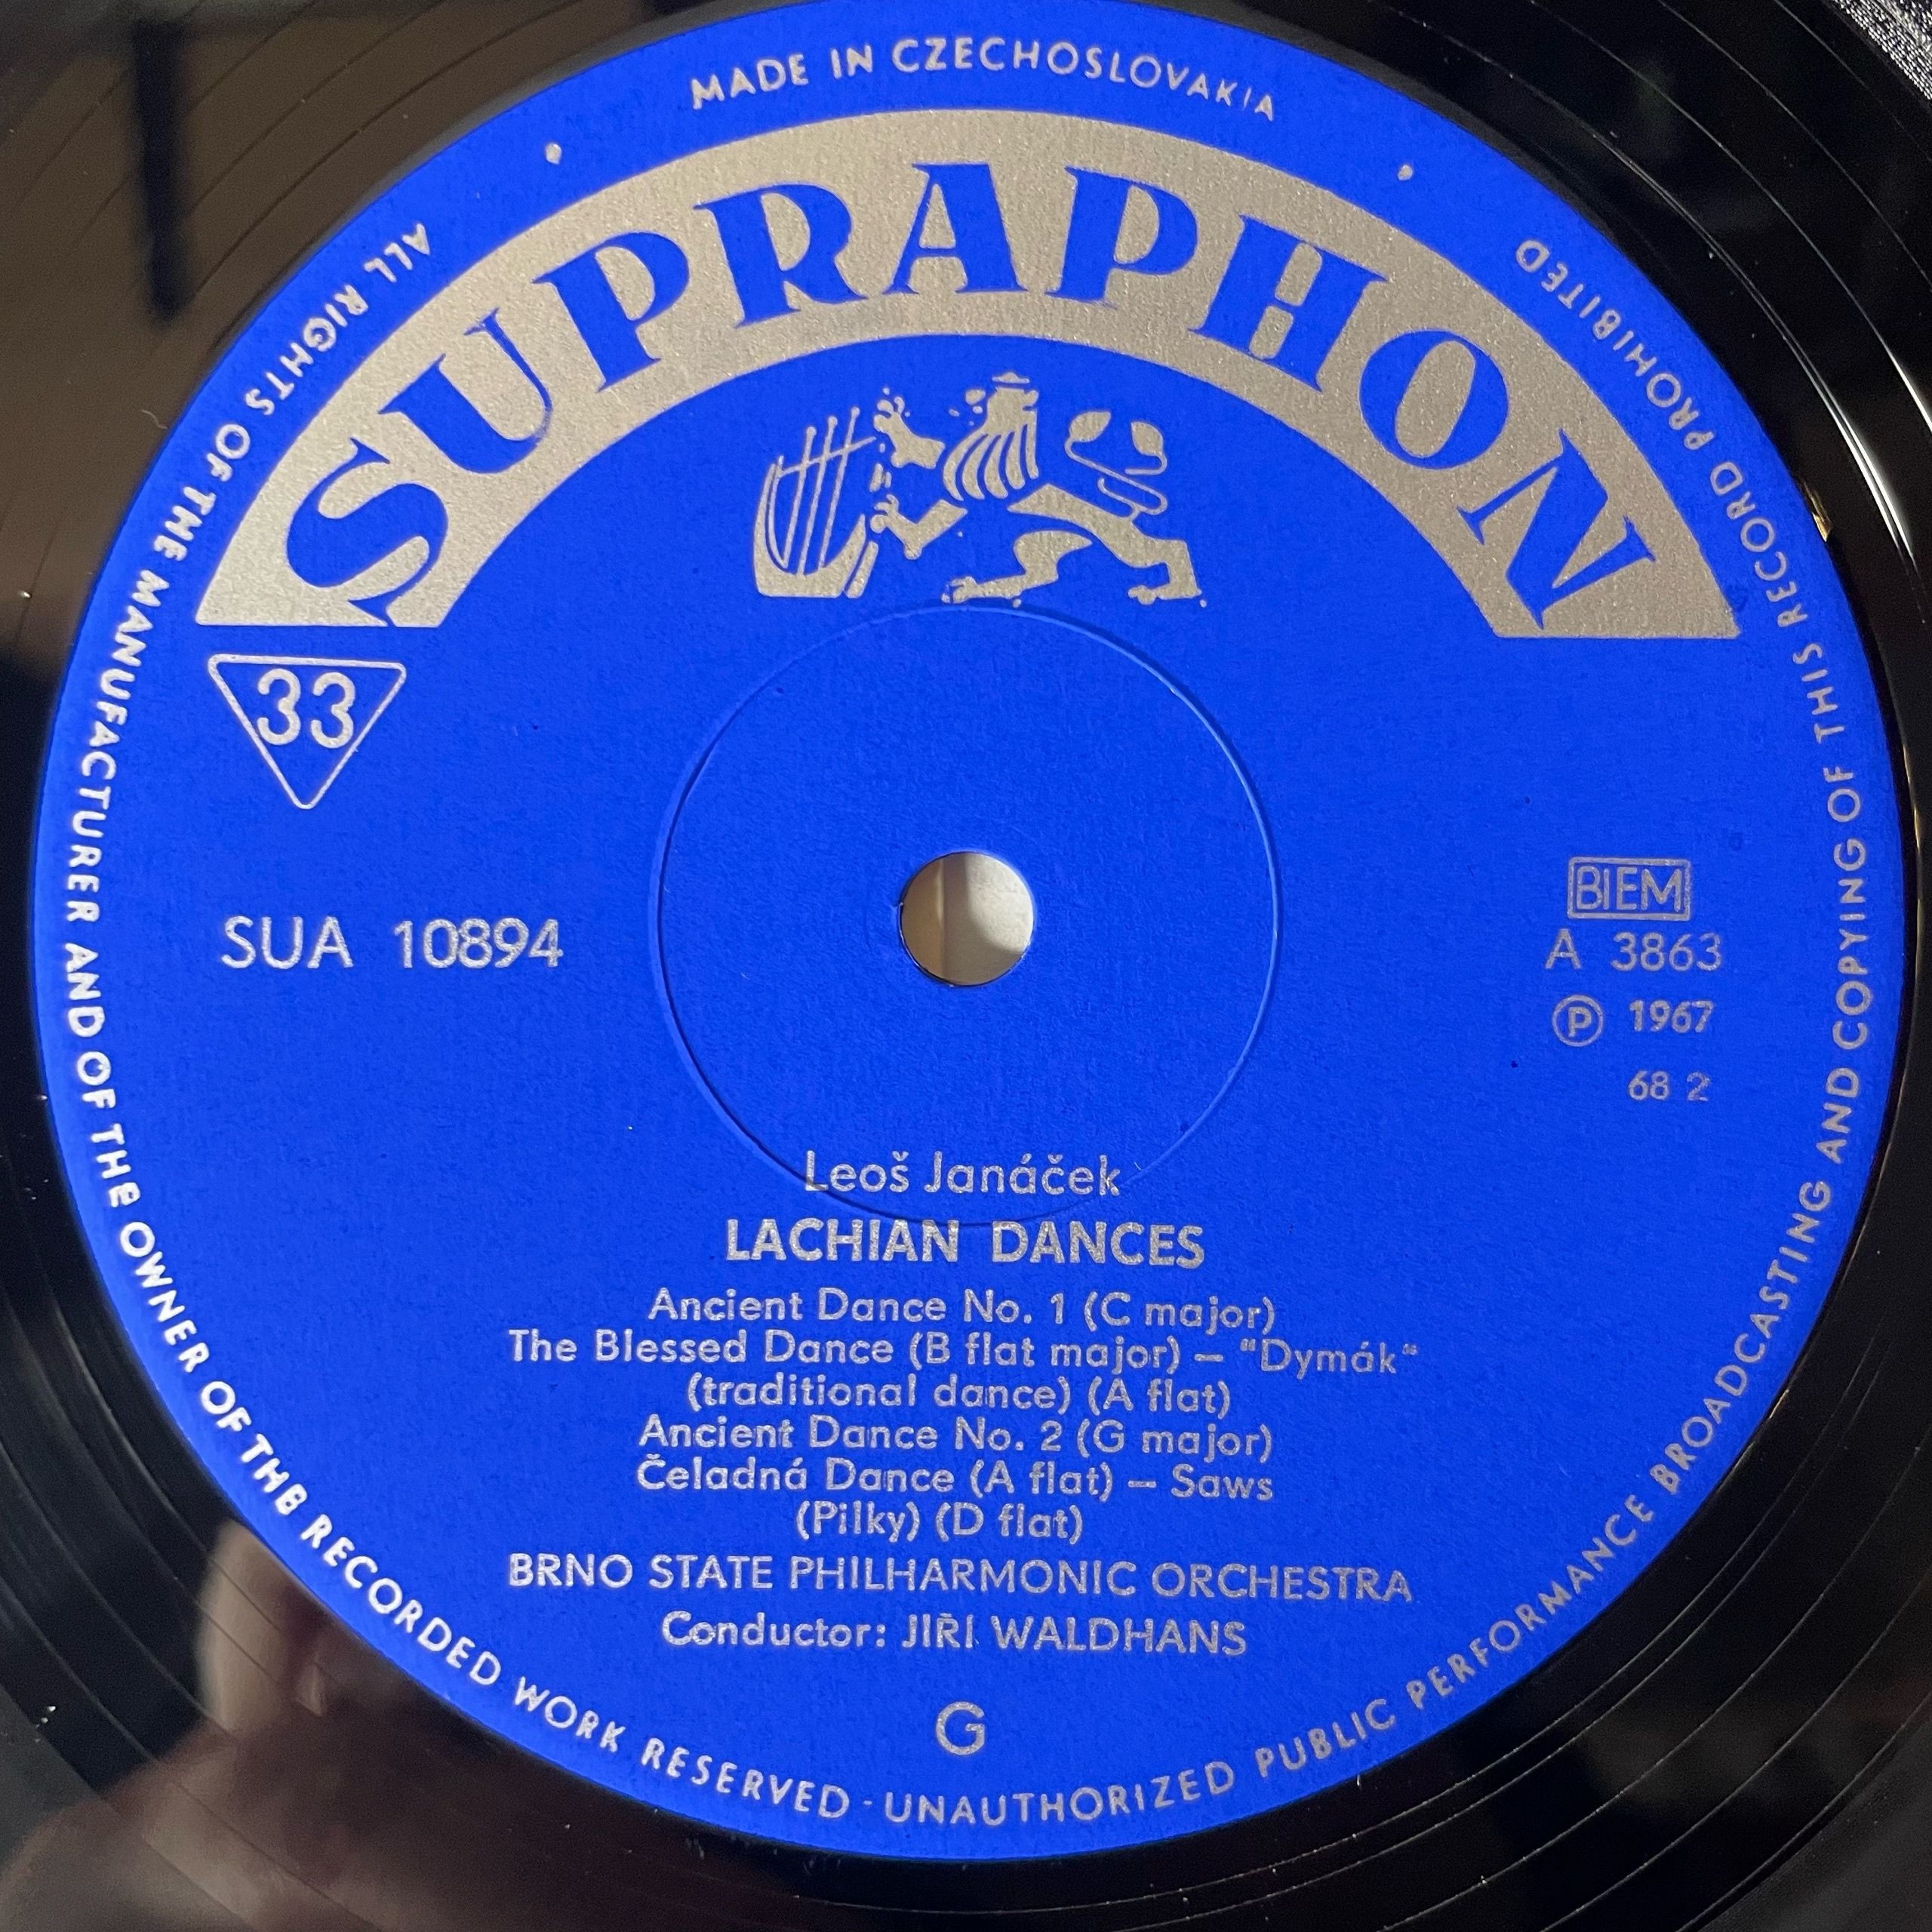 MADE IN CZECHOSLOVAKIA
SUPRAPHON
33
SUA 10894
BIEM
A 3863
Ⓟ 1967
68 2
Leoš Janáček
LACHIAN DANCES
Ancient Dance No. 1 (C major)
The Blessed Dance (B flat major) – "Dymák"
(traditional dance) (A flat)
Ancient Dance No. 2 (G major)
Čeladná Dance (A flat) – Saws
(Pilky) (D flat)
BRNO STATE PHILHARMONIC ORCHESTRA
Conductor: JIŘÍ WALDHANS
G
ALL RIGHTS OF THE MANUFACTURER AND OF THE OWNER OF THE RECORDED WORK RESERVED - UNAUTHORIZED PUBLIC PERFORMANCE BROADCASTING AND COPYING OF THIS RECORD PROHIBITED